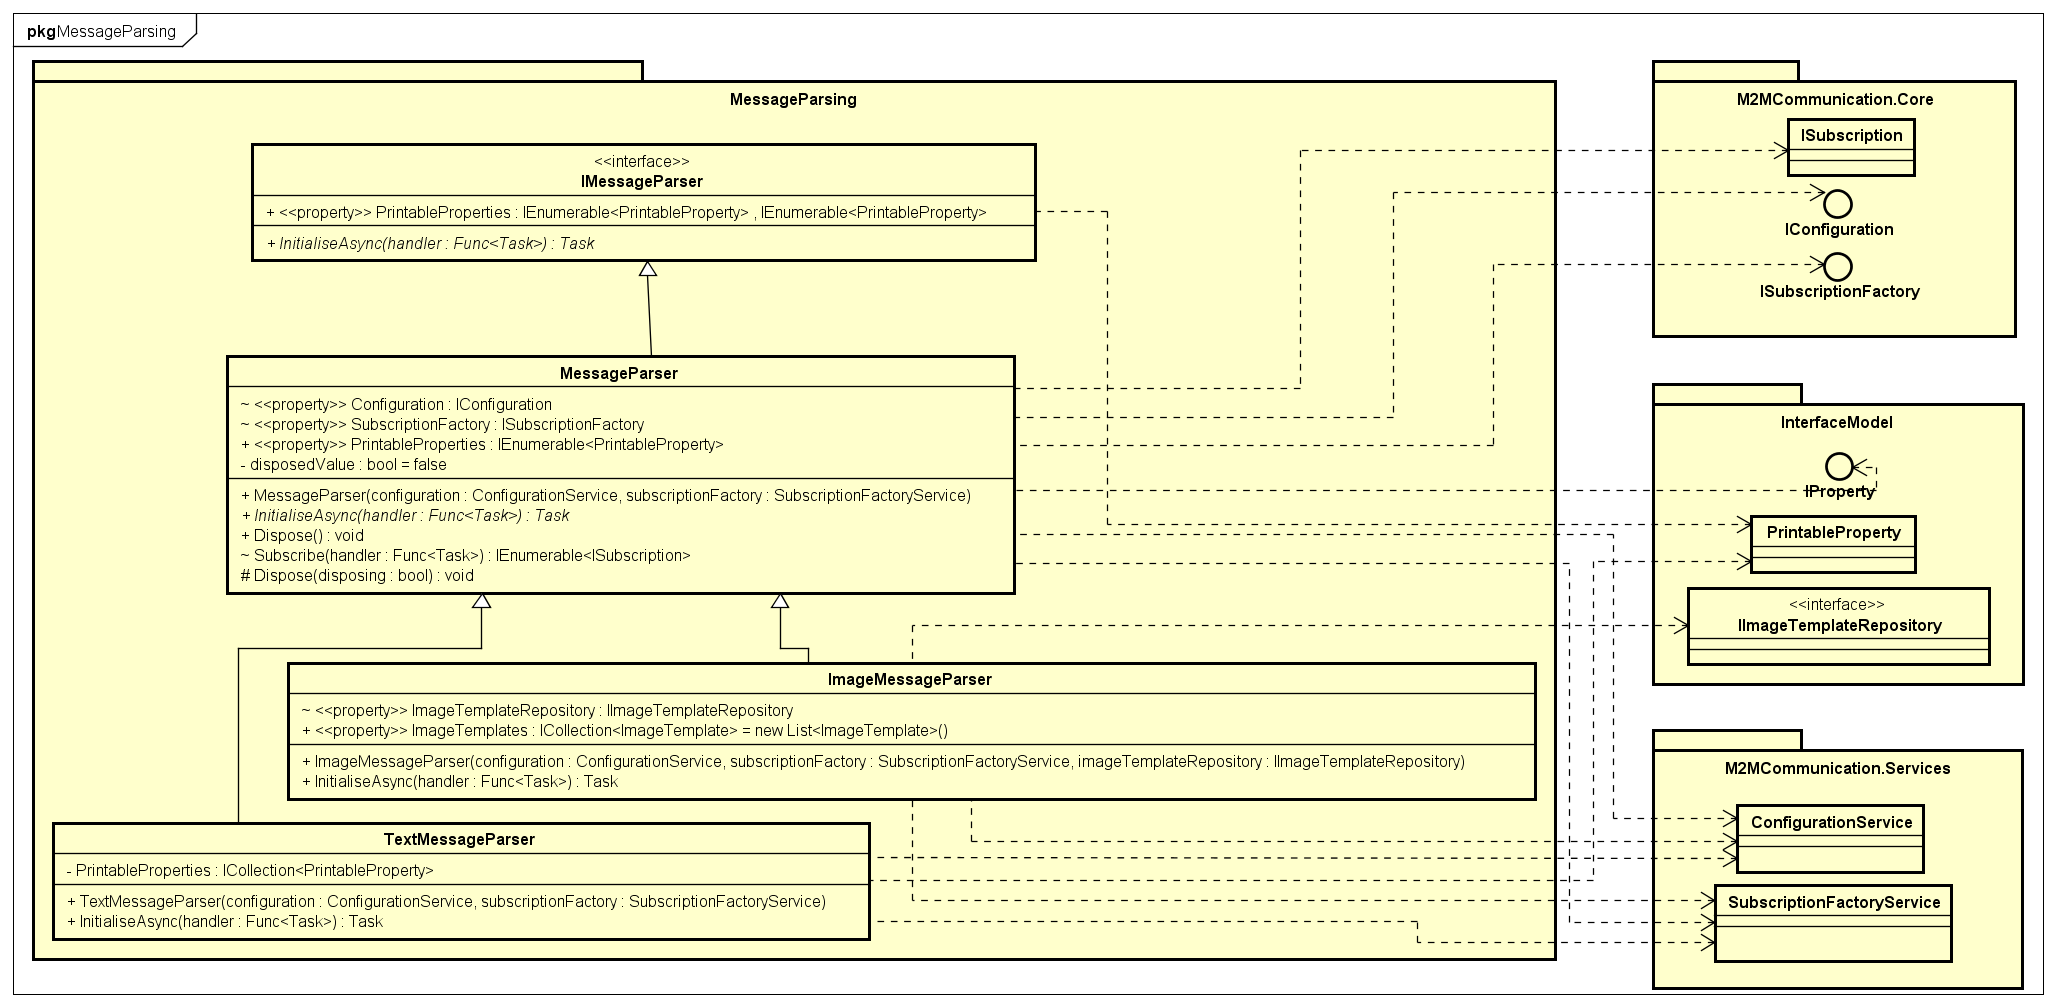 pkg MessageParsing
MessageParsing
<<interface>>
IMessageParser
+ <<property>> PrintableProperties : IEnumerable<PrintableProperty> , IEnumerable<PrintableProperty>
+ InitialiseAsync(handler : Func<Task>) : Task
MessageParser
~ <<property>> Configuration : IConfiguration
~ <<property>> SubscriptionFactory : ISubscriptionFactory
+ <<property>> PrintableProperties : IEnumerable<PrintableProperty>
- disposedValue : bool = false
+ MessageParser(configuration : ConfigurationService, subscriptionFactory : SubscriptionFactoryService)
+ InitialiseAsync(handler : Func<Task>) : Task
+ Dispose() : void
~ Subscribe(handler : Func<Task>) : IEnumerable<ISubscription>
# Dispose(disposing : bool) : void
ImageMessageParser
~ <<property>> ImageTemplateRepository : IImageTemplateRepository
+ <<property>> ImageTemplates : ICollection<ImageTemplate> = new List<ImageTemplate>()
+ ImageMessageParser(configuration : ConfigurationService, subscriptionFactory : SubscriptionFactoryService, imageTemplateRepository : IImageTemplateRepository)
+ InitialiseAsync(handler : Func<Task>) : Task
TextMessageParser
- PrintableProperties : ICollection<PrintableProperty>
+ TextMessageParser(configuration : ConfigurationService, subscriptionFactory : SubscriptionFactoryService)
+ InitialiseAsync(handler : Func<Task>) : Task
M2MCommunication.Core
ISubscription
IConfiguration
ISubscriptionFactory
InterfaceModel
IProperty
PrintableProperty
<<interface>>
IImageTemplateRepository
M2MCommunication.Services
ConfigurationService
SubscriptionFactoryService